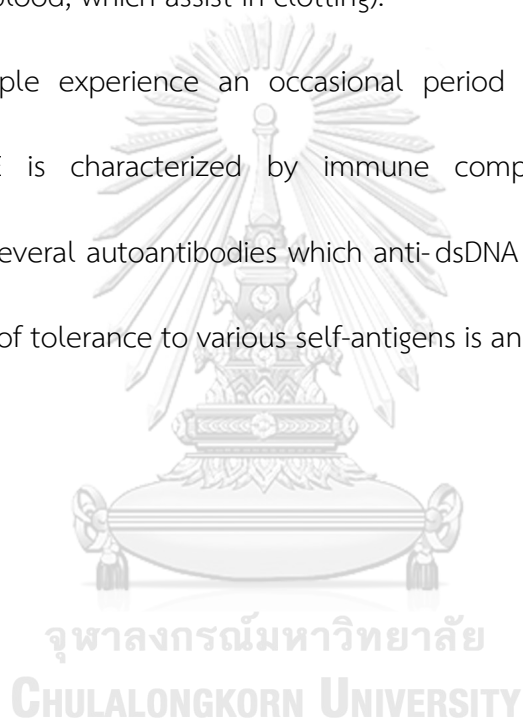 blood, which assist in clotting).
ple experience an occasional period
is characterized by immune comp
everal autoantibodies which anti-dsDNA
of tolerance to various self-antigens is an
จุฬาลงกรณ์มหาวิทยาลัย
CHULALONGKORN UNIVERSITY